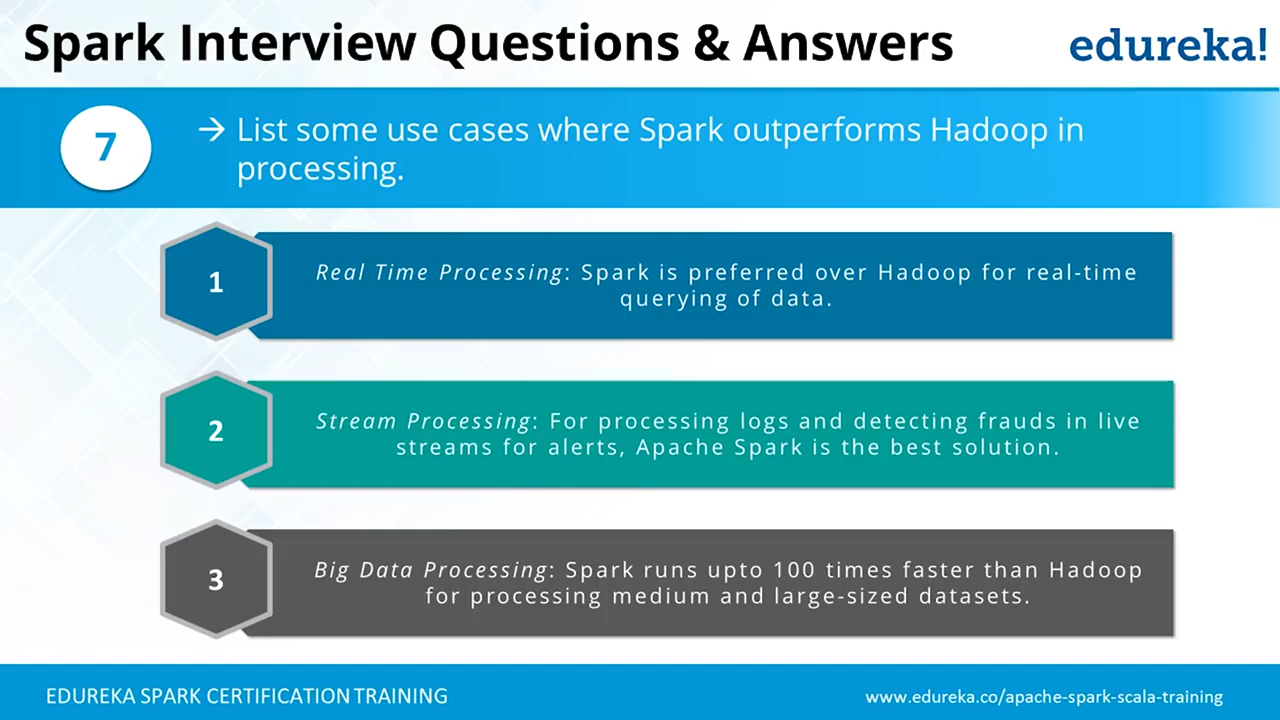 Spark Interview Questions & Answers
edureka!
7
→ List some use cases where Spark outperforms Hadoop in
processing.
1
Real Time Processing: Spark is preferred over Hadoop for real-time
querying of data.
2
Stream Processing: For processing logs and detecting frauds in live
streams for alerts, Apache Spark is the best solution.
3
Big Data Processing: Spark runs upto 100 times faster than Hadoop
for processing medium and large-sized datasets.
EDUREKA SPARK CERTIFICATION TRAINING
www.edureka.co/apache-spark-scala-training